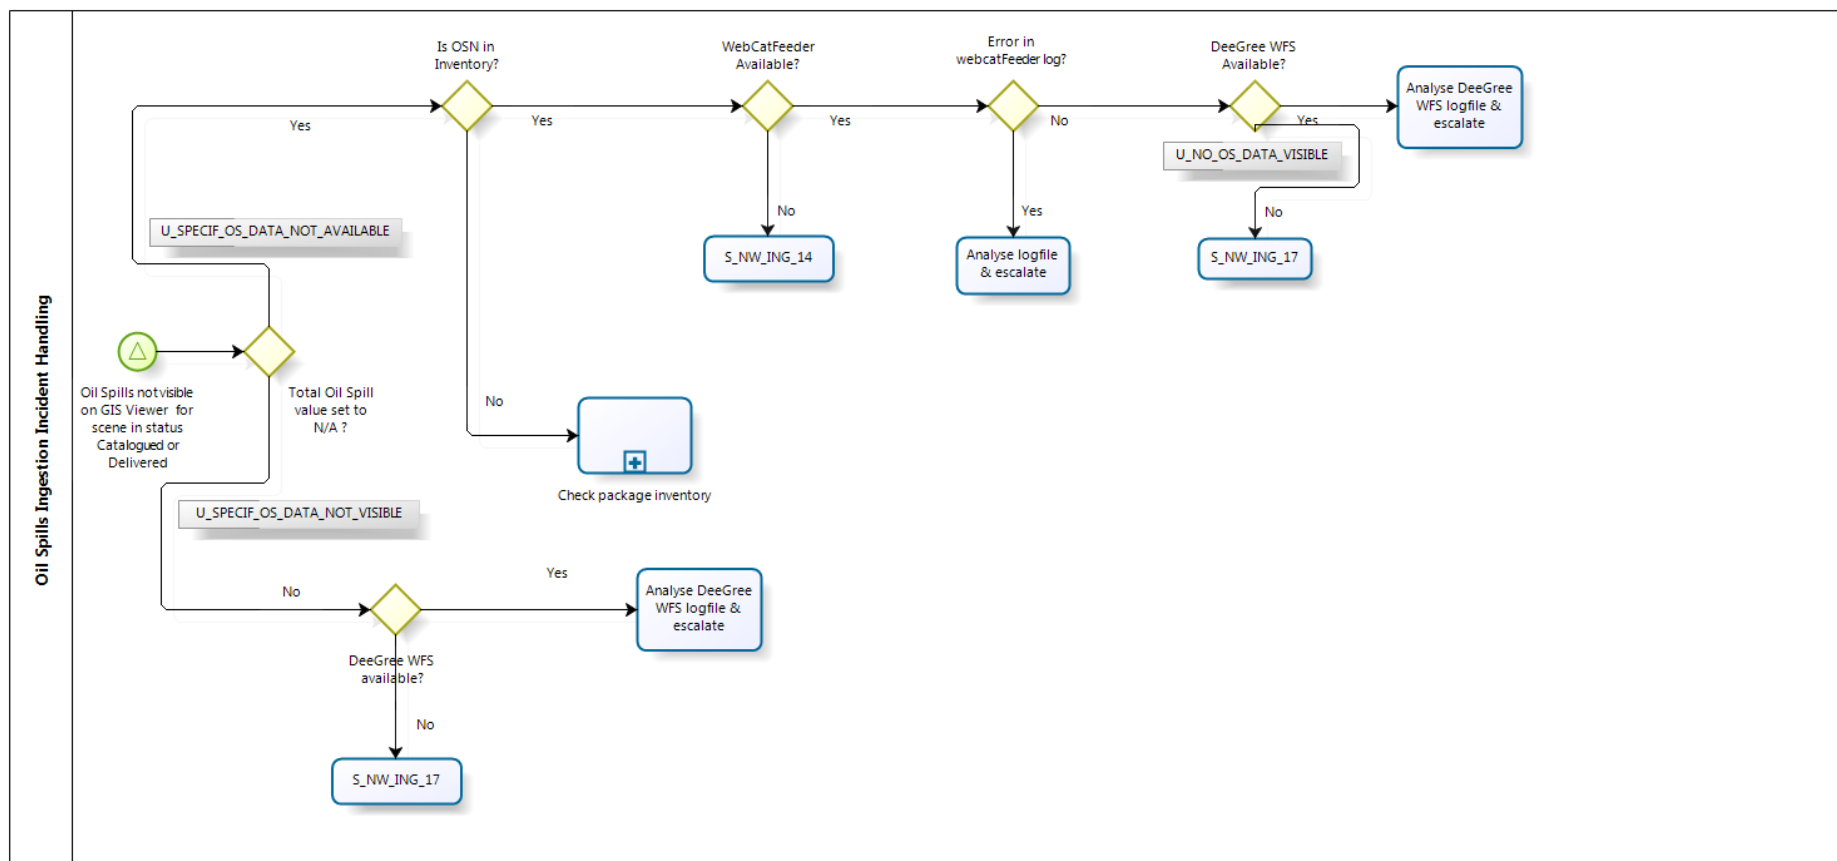 Oil Spills Ingestion Incident Handling
Is OSN in
Inventory?
WebCatFeeder
Available?
Error in
webcatFeeder log?
DeeGree WFS
Available?
Analyse DeeGree
WFS logfile &
escalate
Yes
Yes
Yes
No
Yes
U_NO_OS_DATA_VISIBLE
No
Yes
No
U_SPECIF_OS_DATA_NOT_AVAILABLE
S_NW_ING_14
Analyse logfile
& escalate
S_NW_ING_17
Oil Spills not visible
on GIS Viewer for
scene in status
Catalogued or
Delivered
Total Oil Spill
value set to
N/A ?
No
Check package inventory
U_SPECIF_OS_DATA_NOT_VISIBLE
No
Yes
Analyse DeeGree
WFS logfile &
escalate
DeeGree WFS
available?
No
S_NW_ING_17